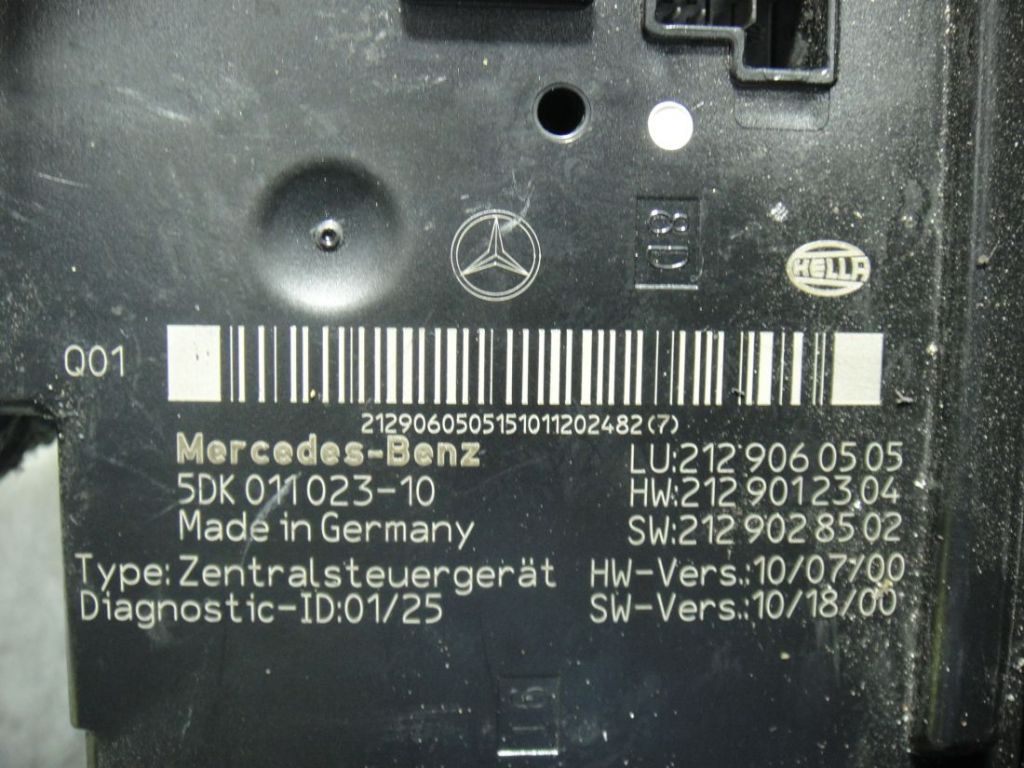 8D
HELLA
Q01
2129060505151011202482(7)
Mercedes-Benz
5DK 011 023-10
Made in Germany
Type: Zentralsteuergerät
Diagnostic-ID:01/25
LU:212 906 05 05
HW:212 901 23 04
SW:212 902 85 02
HW-Vers.:10/07/00
SW-Vers.:10/18/00